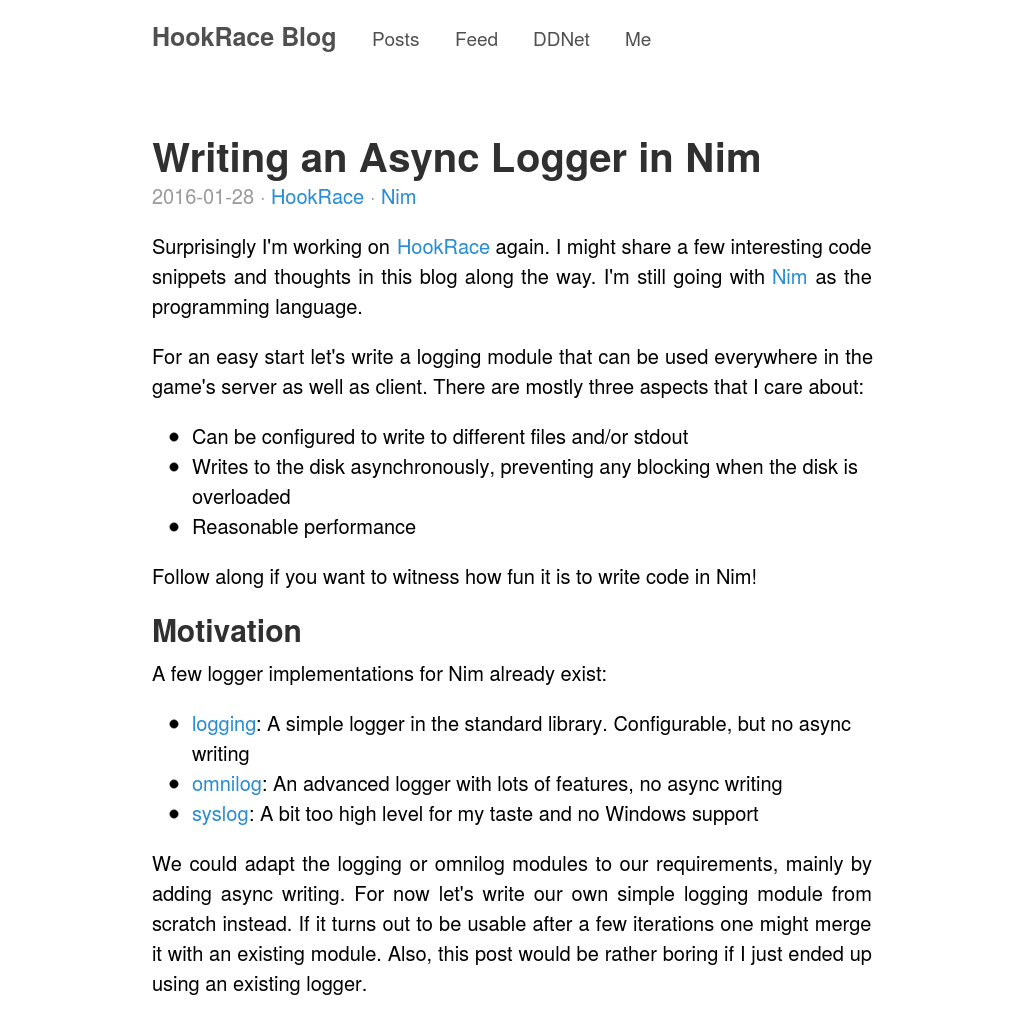 HookRace Blog Posts Feed DDNet Me
Writing an Async Logger in Nim
2016-01-28 · HookRace · Nim
Surprisingly I'm working on HookRace again. I might share a few interesting code
snippets and thoughts in this blog along the way. I'm still going with Nim as the
programming language.
For an easy start let's write a logging module that can be used everywhere in the
game's server as well as client. There are mostly three aspects that I care about:
• Can be configured to write to different files and/or stdout
• Writes to the disk asynchronously, preventing any blocking when the disk is
overloaded
• Reasonable performance
Follow along if you want to witness how fun it is to write code in Nim!
Motivation
A few logger implementations for Nim already exist:
• logging: A simple logger in the standard library. Configurable, but no async
writing
• omnilog: An advanced logger with lots of features, no async writing
• syslog: A bit too high level for my taste and no Windows support
We could adapt the logging or omnilog modules to our requirements, mainly by
adding async writing. For now let's write our own simple logging module from
scratch instead. If it turns out to be usable after a few iterations one might merge
it with an existing module. Also, this post would be rather boring if I just ended up
using an existing logger.